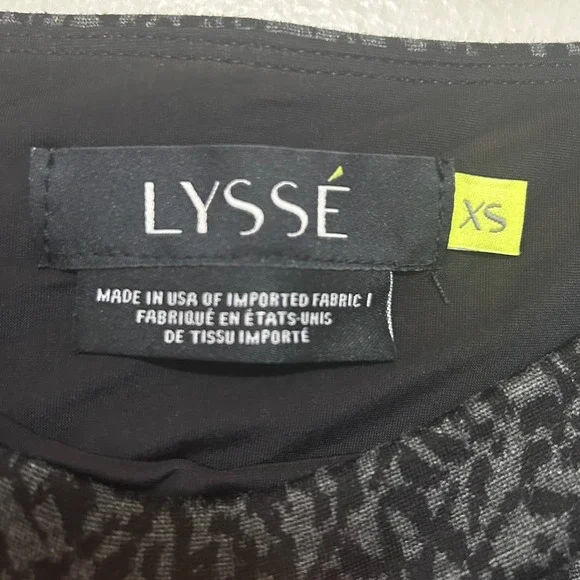 LYSSÉ
XS
MADE IN USA OF IMPORTED FABRIC /
FABRIQUÉ EN ÉTATS-UNIS
DE TISSU IMPORTÉ